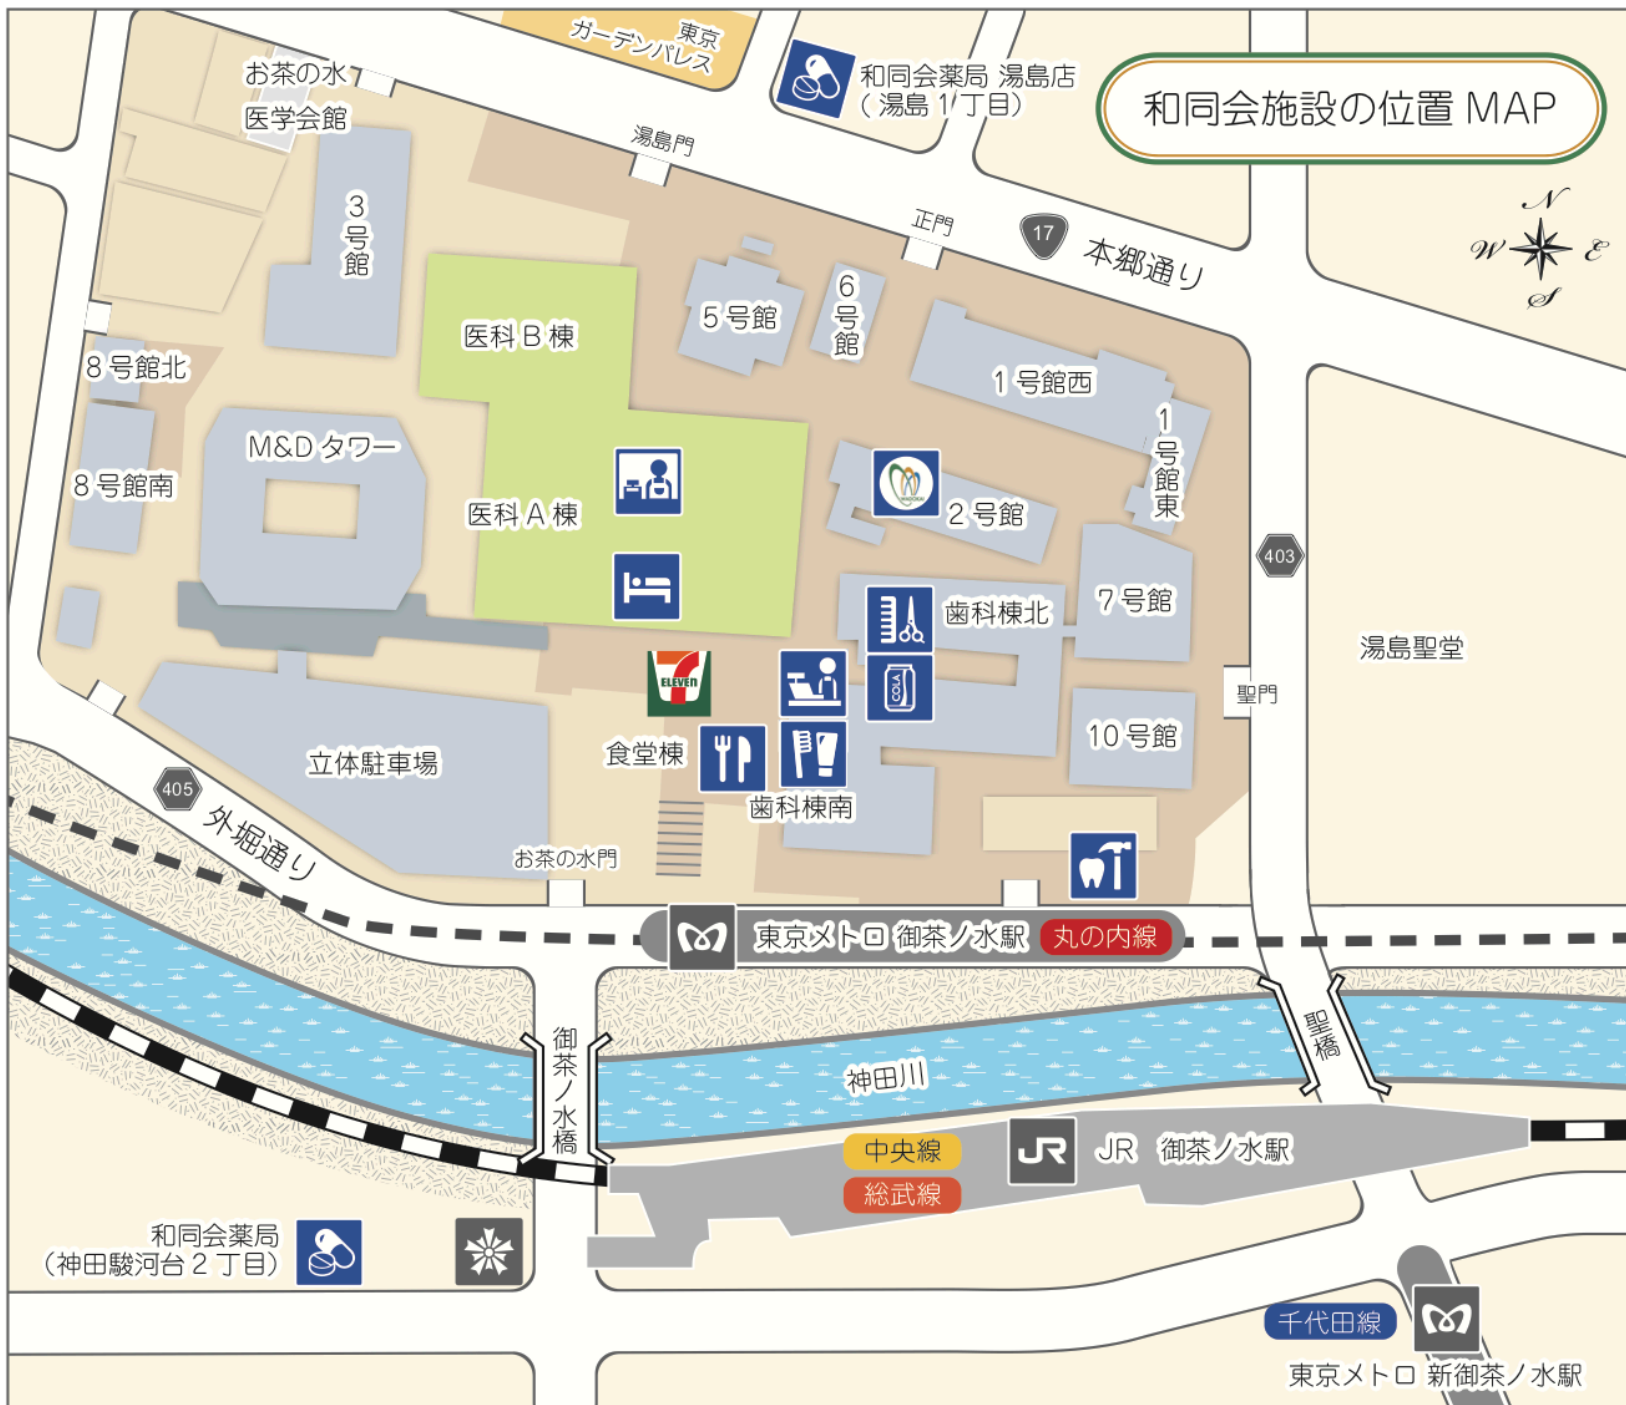 東京
ガーデンパレス
お茶の水
医学会館
和同会薬局 湯島店
(湯島1丁目)
和同会施設の位置 MAP
湯島門
正門
17
本郷通り
N
W
E
S
3号館
医科B棟
5号館
6号館
1号館西
1号館東
8号館北
8号館南
M&Dタワー
医科A棟
2号館
403
歯科棟北
7号館
湯島聖堂
ELEVEN
COLA
聖門
食堂棟
10号館
立体駐車場
405
外堀通り
歯科棟南
お茶の水門
東京メトロ 御茶ノ水駅
丸の内線
御茶ノ水橋
聖橋
神田川
中央線
総武線
JR
JR 御茶ノ水駅
和同会薬局
(神田駿河台2丁目)
千代田線
東京メトロ 新御茶ノ水駅